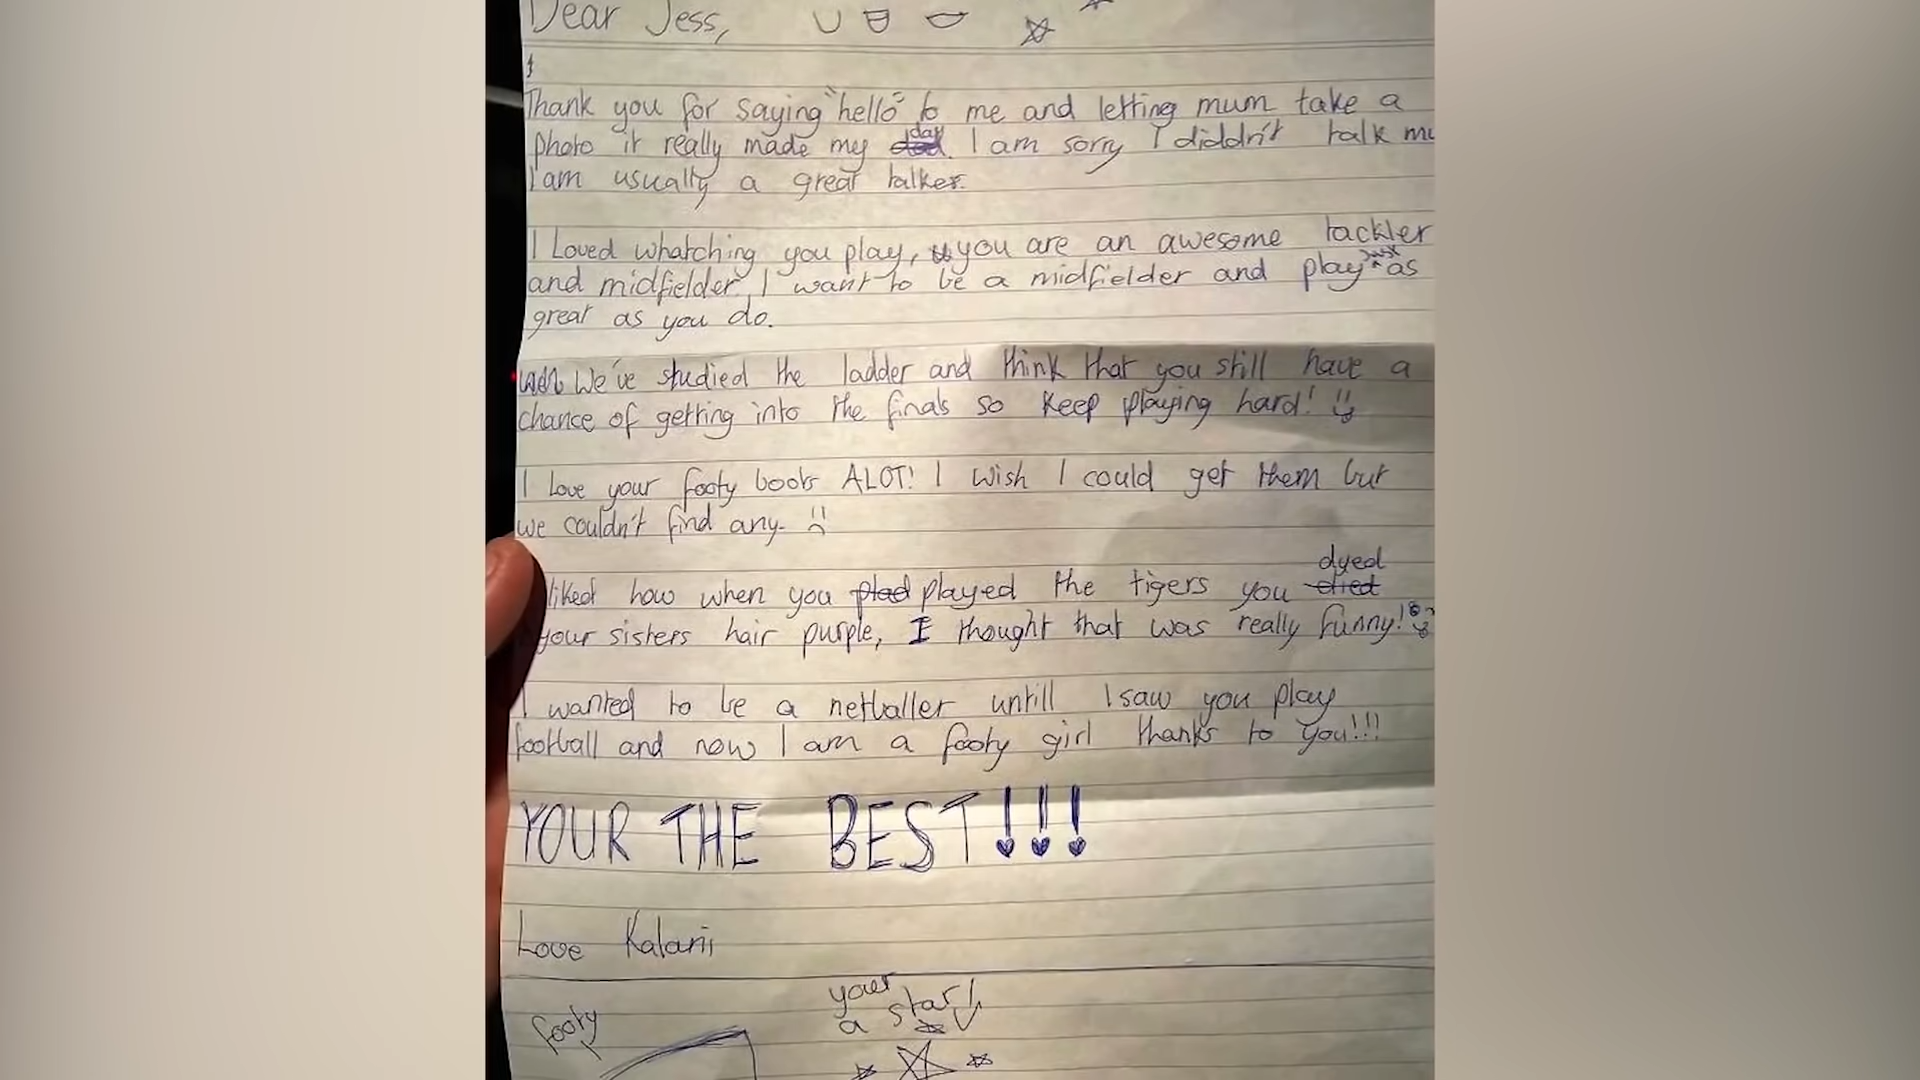 Dear Jess,
Thank you for saying "hello" to me and letting mum take a
photo it really made my day. I am sorry I diddn't talk
I am usually a great talker.
I Loved whatching you play, you are an awesome tackler
and midfielder, I want to be a midfielder and play just as
great as you do.
We've studied the ladder and think that you still have a
chance of getting into the finals so keep playing hard!
I Love your footy boots ALOT! I wish I could get them but
we couldn't find any.
liked how when you played the tigers you dyed
your sisters hair purple, I thought that was really funny!
I wanted to be a netballer untill I saw you play
football and now I am a footy girl thanks to you!!!
YOUR THE BEST!!!
Love Kalani
your
a star!
footy